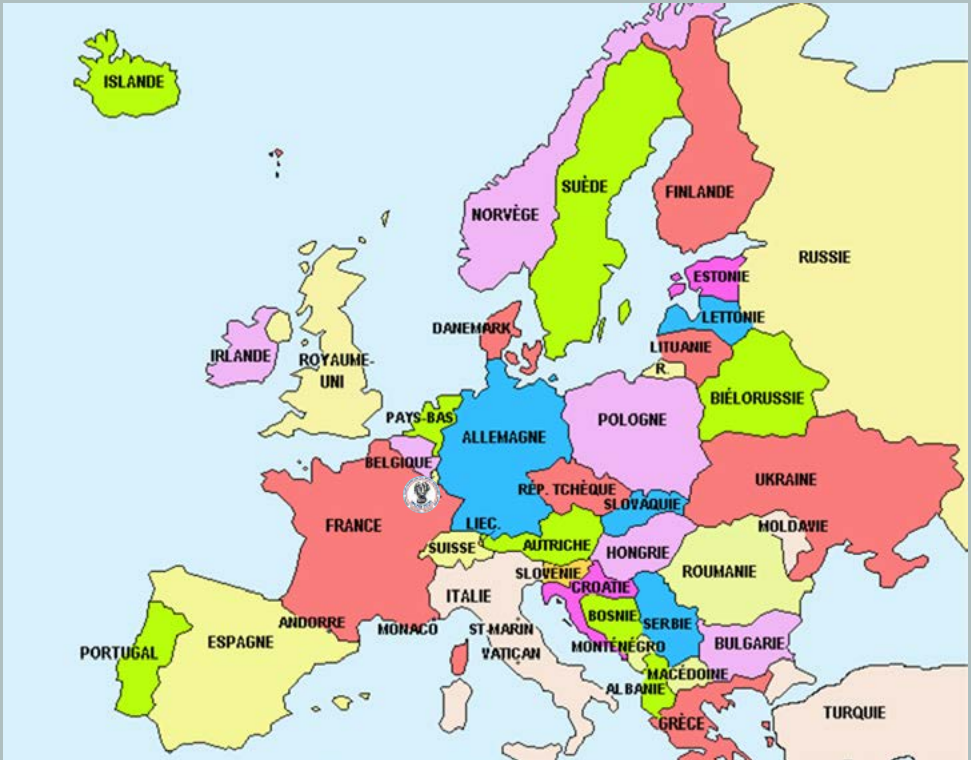 ISLANDE
SUÈDE
FINLANDE
NORVÈGE
RUSSIE
ESTONIE
LETTONIE
DANEMARK
LITUANIE
IRLANDE
ROYAUME-
UNI
R.
BIÉLORUSSIE
PAYS-BAS
POLOGNE
ALLEMAGNE
BELGIQUE
UKRAINE
RÉP. TCHÈQUE
SLOVAQUIE
FRANCE
LIEC.
MOLDAVIE
SUISSE
AUTRICHE
HONGRIE
SLOVÉNIE
ROUMANIE
CROATIE
ITALIE
BOSNIE
SERBIE
ANDORRE
MONACO
ST-MARIN
PORTUGAL
ESPAGNE
MONTÉNÉGRO
BULGARIE
VATICAN
MACÉDOINE
ALBANIE
TURQUIE
GRÈCE